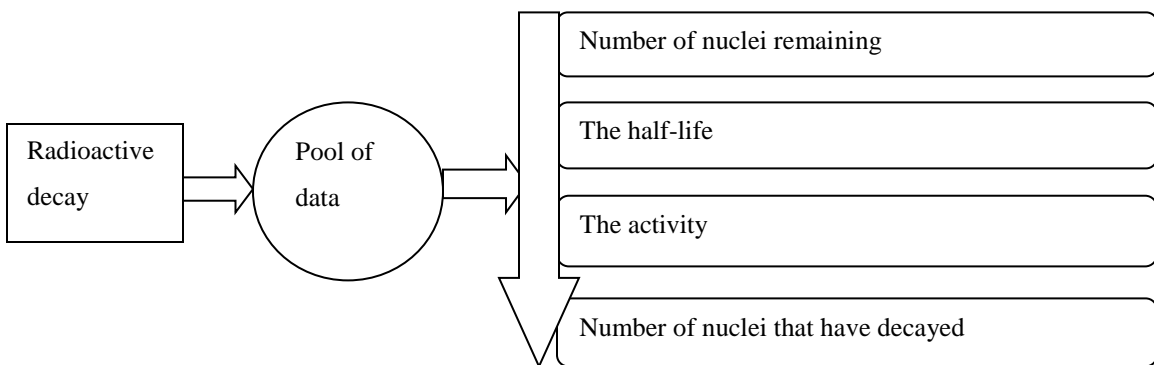 Radioactive
decay
Pool of
data
Number of nuclei remaining
The half-life
The activity
Number of nuclei that have decayed